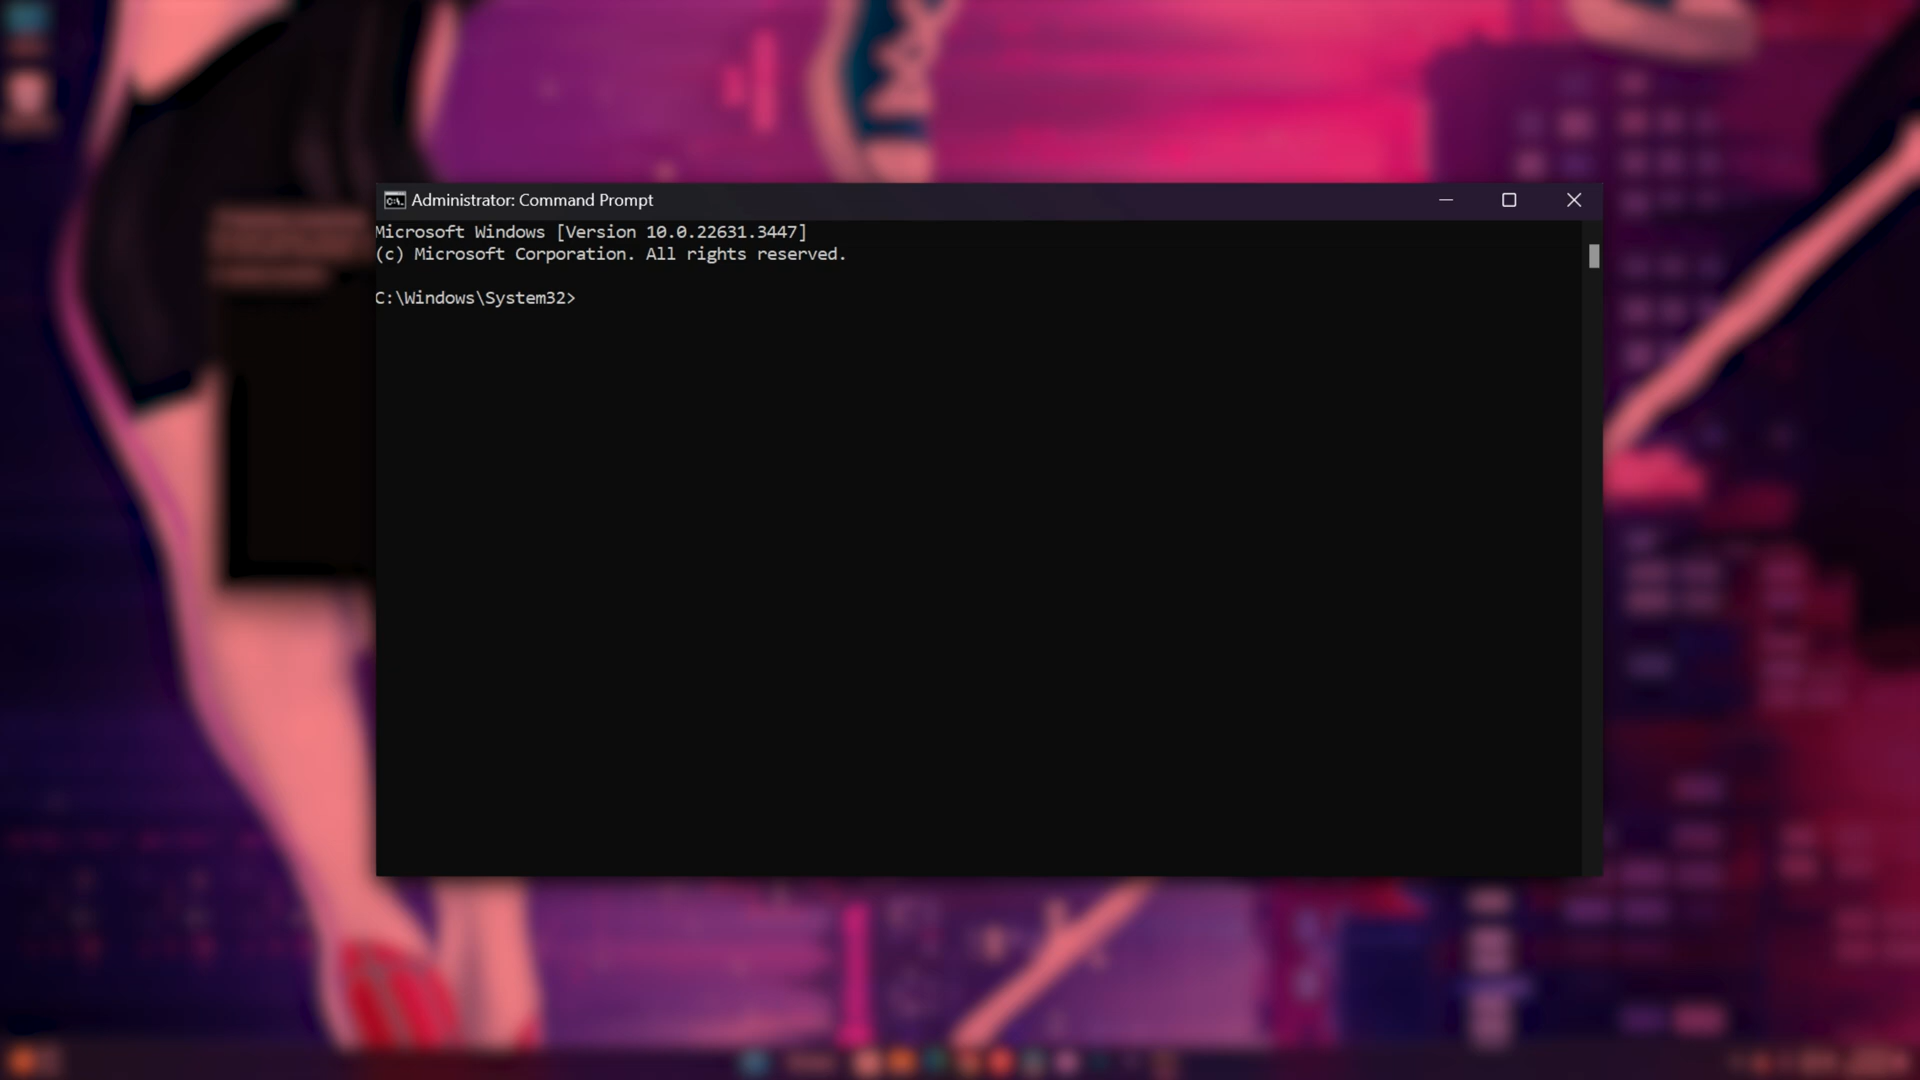 Administrator: Command Prompt
Microsoft Windows [Version 10.0.22631.3447]
(c) Microsoft Corporation. All rights reserved.
C:\Windows\System32>